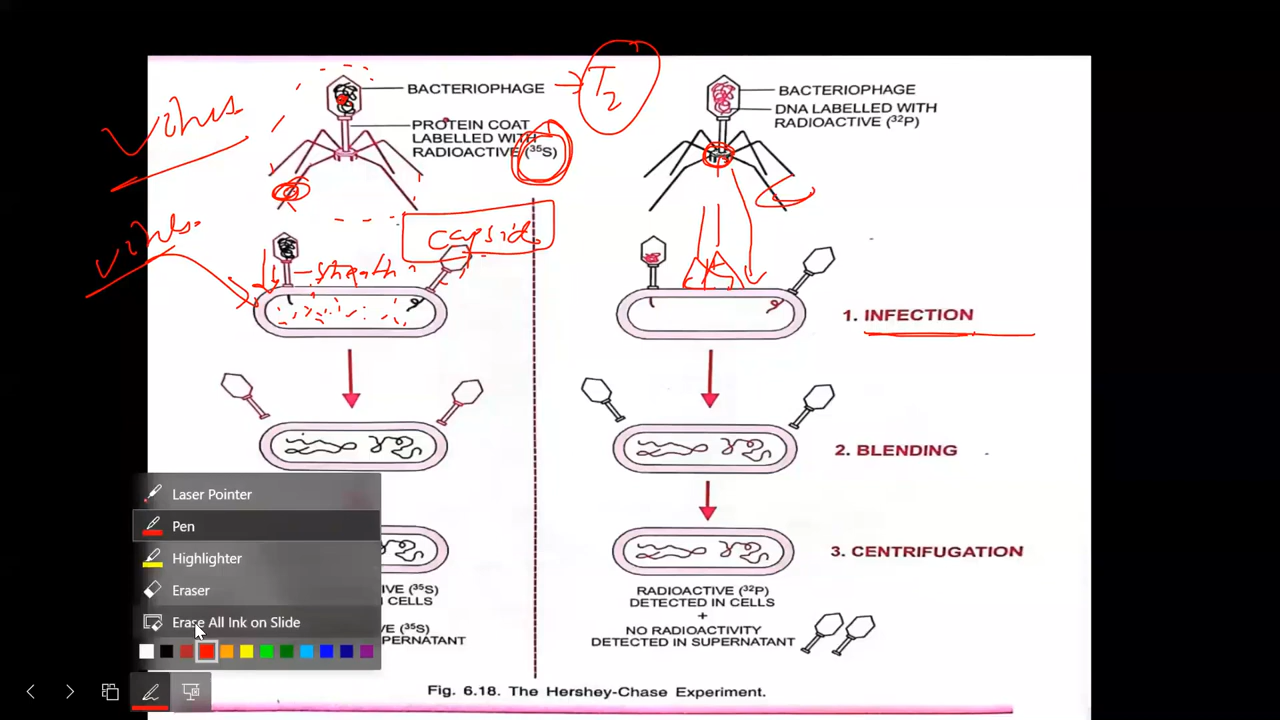 BACTERIOPHAGE
T2
PROTEIN COAT
LABELLED WITH
RADIOACTIVE (35S)
BACTERIOPHAGE
DNA LABELLED WITH
RADIOACTIVE (32P)
Virus
Virus
capsid
sheath
1. INFECTION
2. BLENDING
3. CENTRIFUGATION
Laser Pointer
Pen
Highlighter
Eraser
Erase All Ink on Slide
IVE (35S)
N CELLS
+
IVE (35S)
PERNATANT
RADIOACTIVE (32P)
DETECTED IN CELLS
+
NO RADIOACTIVITY
DETECTED IN SUPERNATANT
Fig. 6.18. The Hershey-Chase Experiment.